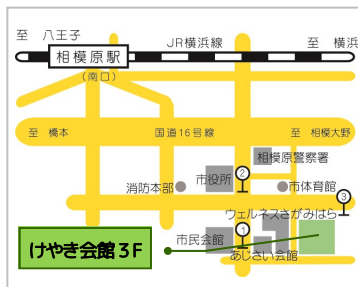 至 八王子
JR横浜線
至 横浜
相模原駅
(南口)
至 橋本
国道16号線
至 相模大野
相模原警察署
市役所
2
消防本部
市体育館
3
ウェルネスさがみはら
市民会館
1
あじさい会館
けやき会館3F